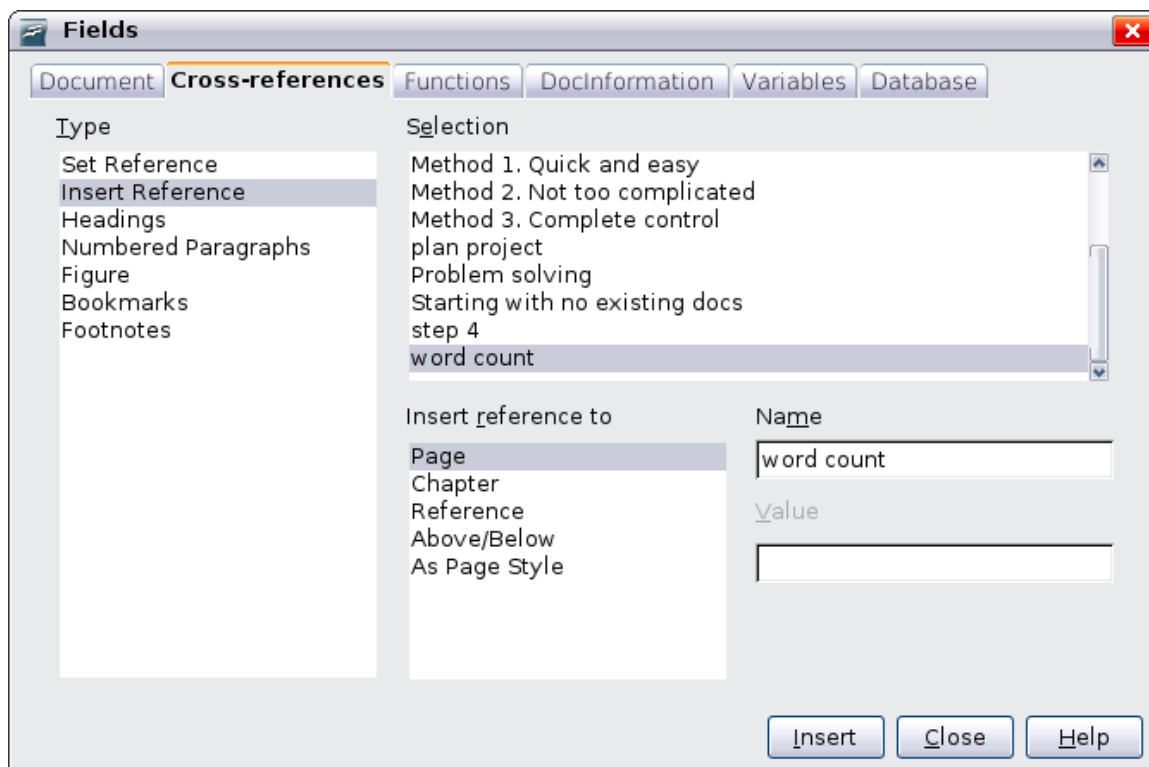 Fields
Document Cross-references Functions DocInformation Variables Database
Type
Set Reference
Insert Reference
Headings
Numbered Paragraphs
Figure
Bookmarks
Footnotes
Selection
Method 1. Quick and easy
Method 2. Not too complicated
Method 3. Complete control
plan project
Problem solving
Starting with no existing docs
step 4
word count
Insert reference to
Page
Chapter
Reference
Above/Below
As Page Style
Name
word count
Value
Insert Close Help